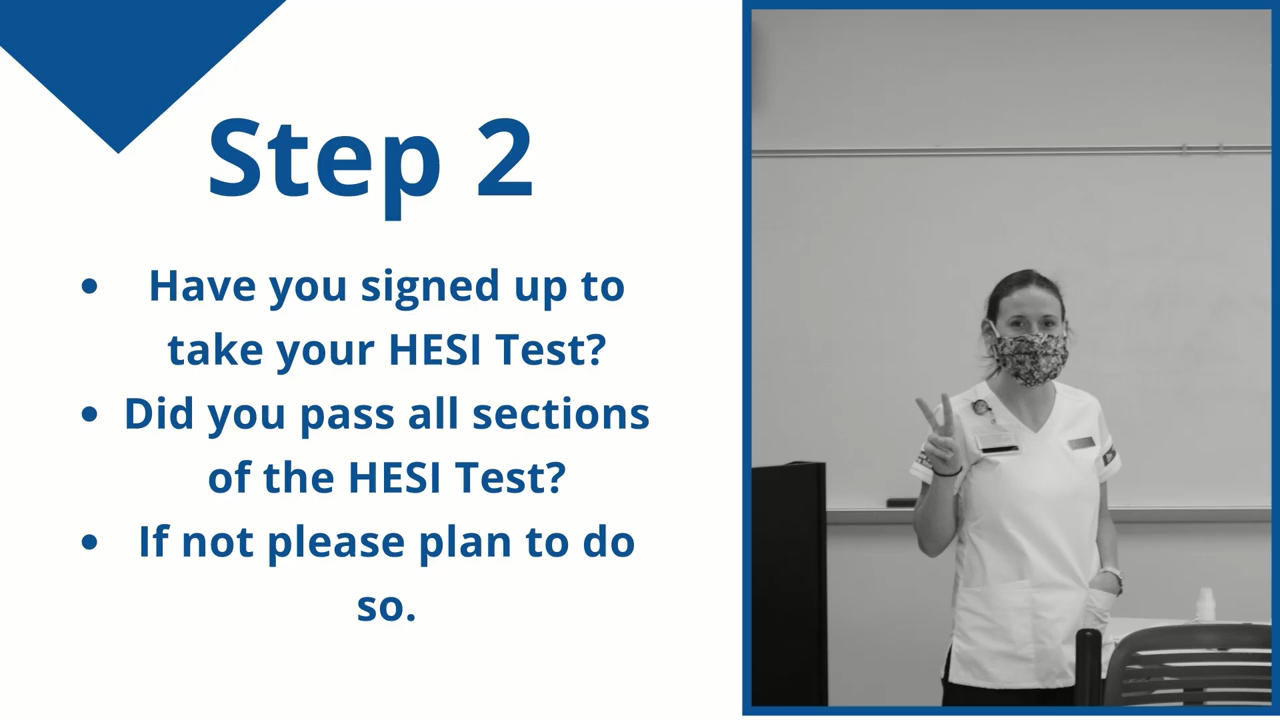 Step 2
Have you signed up to
take your HESI Test?
Did you pass all sections
of the HESI Test?
If not please plan to do
so.